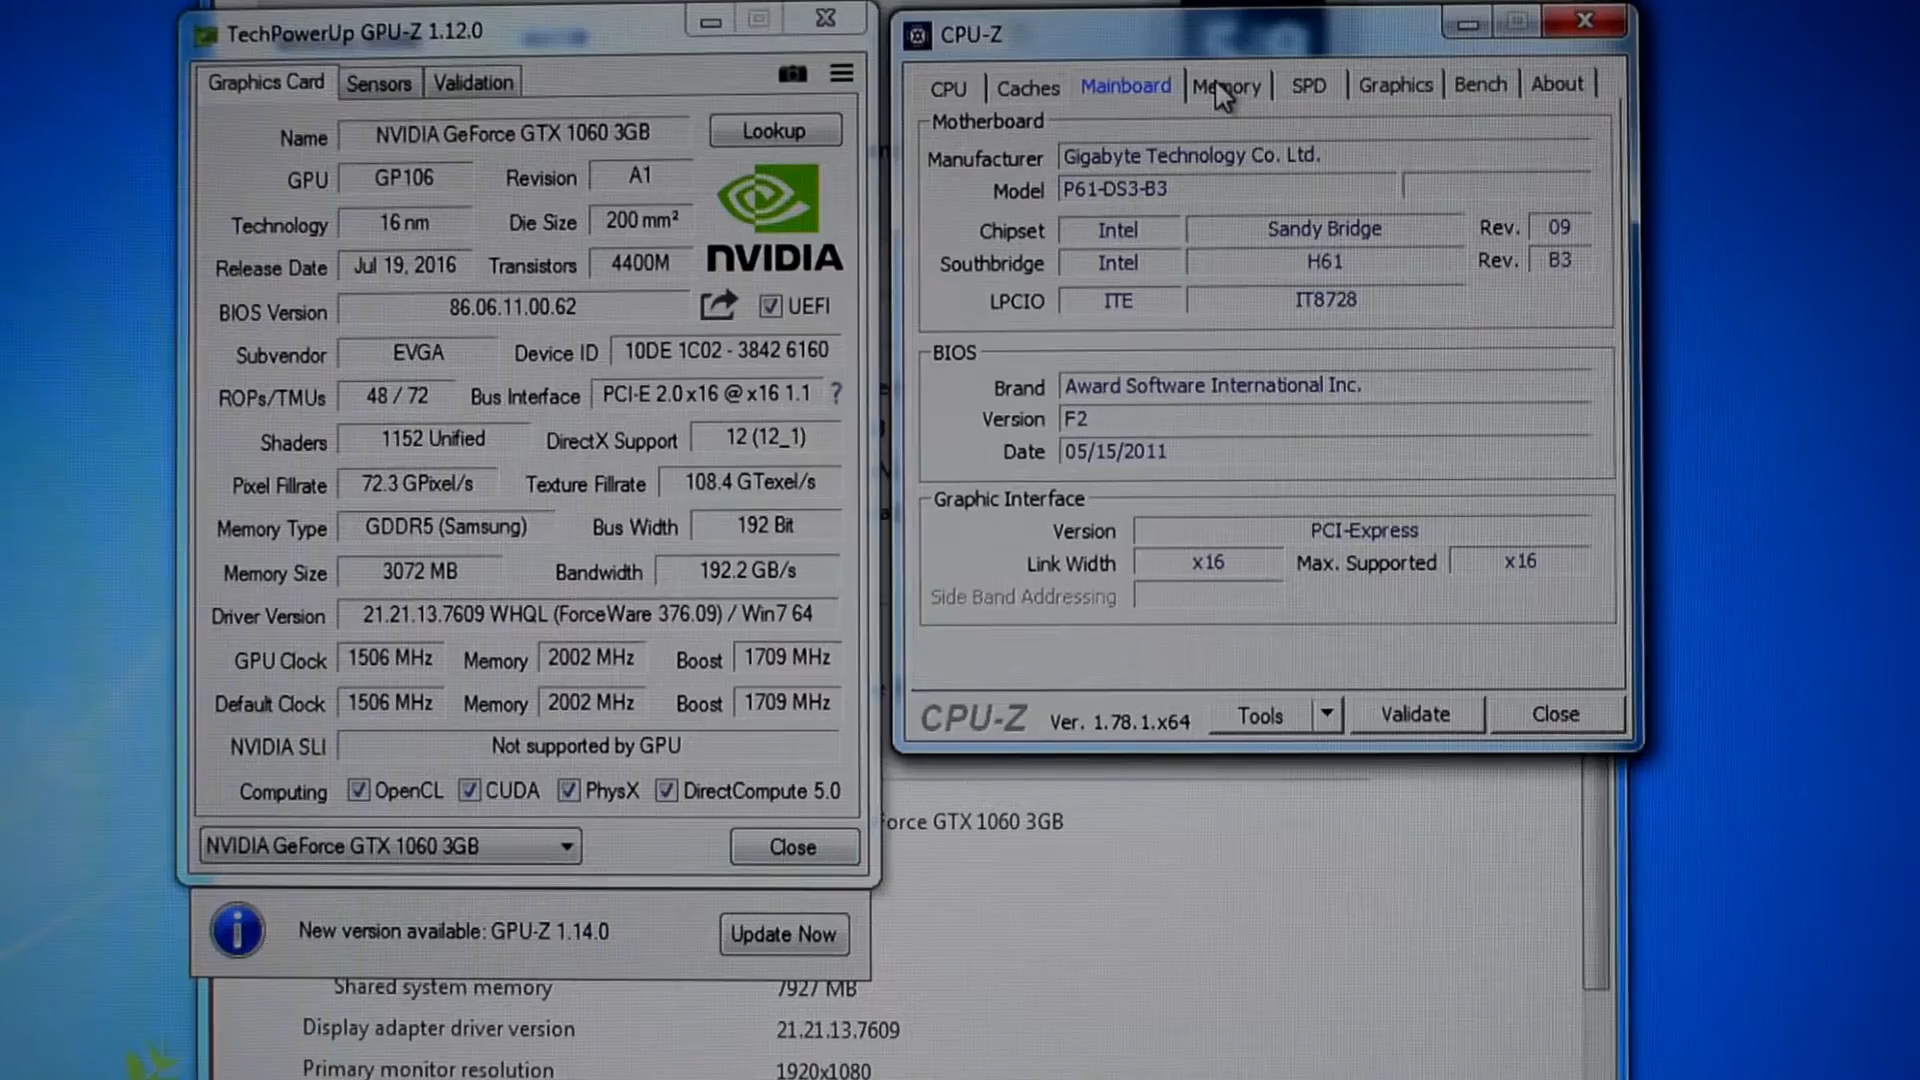 TechPowerUp GPU-Z 1.12.0
Graphics Card
Sensors
Validation
Name NVIDIA GeForce GTX 1060 3GB Lookup
GPU GP106 Revision A1
Technology 16 nm Die Size 200 mm²
Release Date Jul 19, 2016 Transistors 4400M
NVIDIA
BIOS Version 86.06.11.00.62 UEFI
Subvendor EVGA Device ID 10DE 1C02 - 3842 6160
ROPs/TMUs 48 / 72 Bus Interface PCI-E 2.0 x16 @ x16 1.1 ?
Shaders 1152 Unified DirectX Support 12 (12_1)
Pixel Fillrate 72.3 GPixel/s Texture Fillrate 108.4 GTexel/s
Memory Type GDDR5 (Samsung) Bus Width 192 Bit
Memory Size 3072 MB Bandwidth 192.2 GB/s
Driver Version 21.21.13.7609 WHQL (ForceWare 376.09) / Win7 64
GPU Clock 1506 MHz Memory 2002 MHz Boost 1709 MHz
Default Clock 1506 MHz Memory 2002 MHz Boost 1709 MHz
NVIDIA SLI Not supported by GPU
Computing OpenCL CUDA PhysX DirectCompute 5.0
NVIDIA GeForce GTX 1060 3GB Close
New version available: GPU-Z 1.14.0 Update Now
CPU-Z
CPU Caches Mainboard Memory SPD Graphics Bench About
Motherboard
Manufacturer Gigabyte Technology Co. Ltd.
Model P61-DS3-B3
Chipset Intel Sandy Bridge Rev. 09
Southbridge Intel H61 Rev. B3
LPCIO ITE IT8728
BIOS
Brand Award Software International Inc.
Version F2
Date 05/15/2011
Graphic Interface
Version PCI-Express
Link Width x16 Max. Supported x16
Side Band Addressing
CPU-Z Ver. 1.78.1.x64 Tools Validate Close
Force GTX 1060 3GB
Shared system memory 7927 MB
Display adapter driver version 21.21.13.7609
Primary monitor resolution 1920x1080